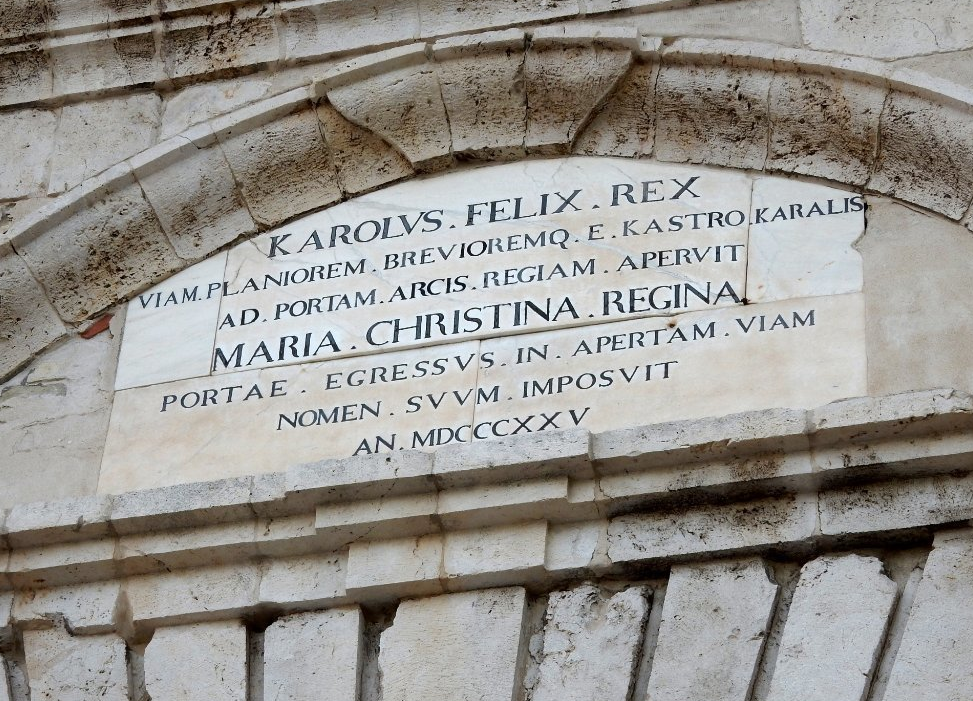 KAROLVS . FELIX . REX
VIAM . PLANIOREM . BREVIOREMQ . E . KASTRO . KARALIS
AD . PORTAM . ARCIS . REGIAM . APERVIT
MARIA . CHRISTINA . REGINA
PORTAE . EGRESSVS . IN . APERTAM . VIAM
NOMEN . SVVM . IMPOSVIT
AN . MDCCCXXV